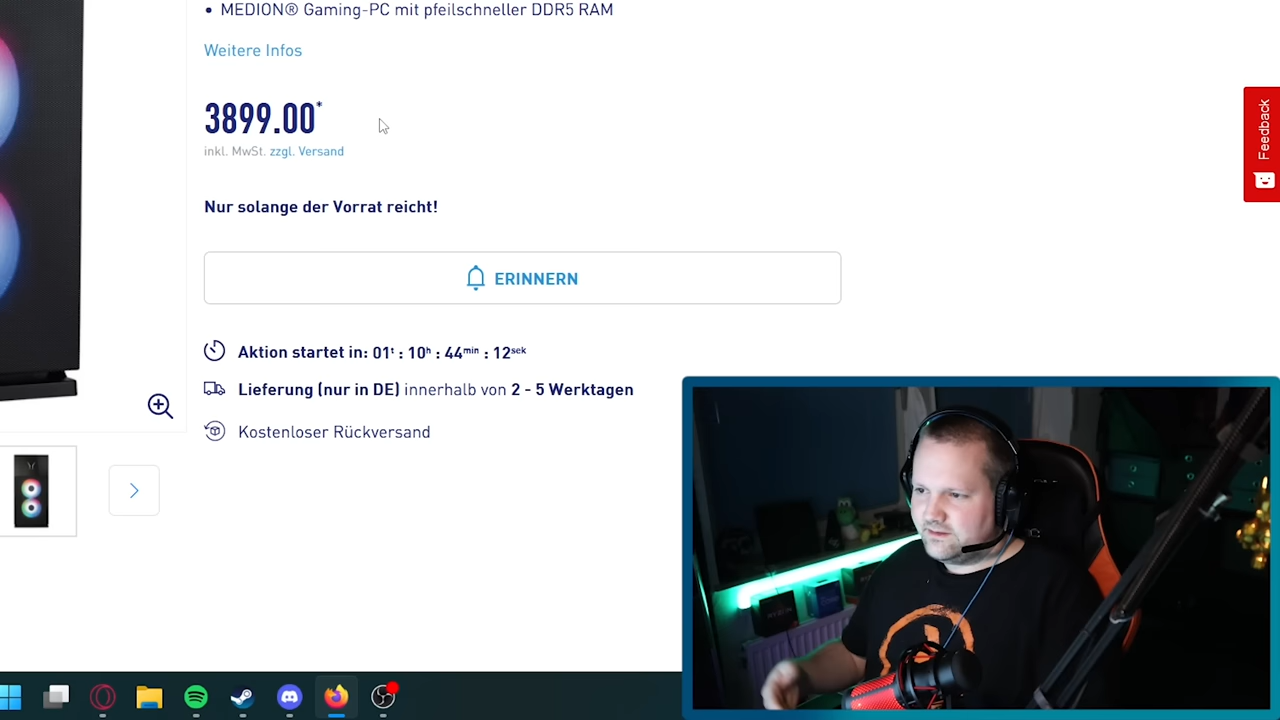 • MEDION® Gaming-PC mit pfeilschneller DDR5 RAM
Weitere Infos
3899.00*
inkl. MwSt. zzgl. Versand
Nur solange der Vorrat reicht!
ERINNERN
Aktion startet in: 01t : 10h : 44min : 12sek
Lieferung (nur in DE) innerhalb von 2 - 5 Werktagen
Kostenloser Rückversand
Feedback